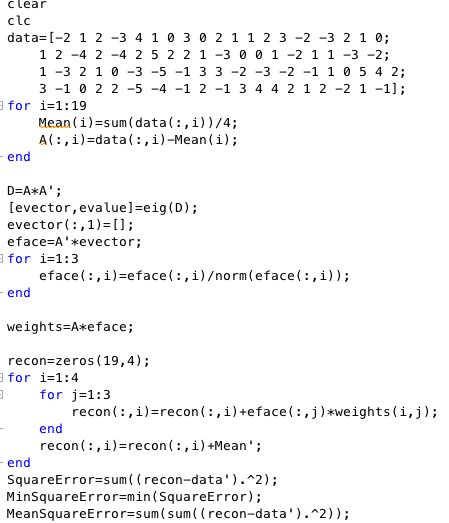 clear
clc
data=[-2 1 2 -3 4 1 0 3 0 2 1 1 2 3 -2 -3 2 1 0;
1 2 -4 2 -4 2 5 2 2 1 -3 0 0 1 -2 1 1 -3 -2;
1 -3 2 1 0 -3 -5 -1 3 3 -2 -3 -2 -1 1 0 5 4 2;
3 -1 0 2 2 -5 -4 -1 2 -1 3 4 4 2 1 2 -2 1 -1];
for i=1:19
Mean(i)=sum(data(:,i))/4;
A(:,i)=data(:,i)-Mean(i);
end
D=A*A';
[evector,evalue]=eig(D);
evector(:,1)=[];
eface=A'*evector;
for i=1:3
eface(:,i)=eface(:,i)/norm(eface(:,i));
end
weights=A*eface;
recon=zeros(19,4);
for i=1:4
for j=1:3
recon(:,i)=recon(:,i)+eface(:,j)*weights(i,j);
end
recon(:,i)=recon(:,i)+Mean';
end
SquareError=sum((recon-data').^2);
MinSquareError=min(SquareError);
MeanSquareError=sum(sum((recon-data').^2));